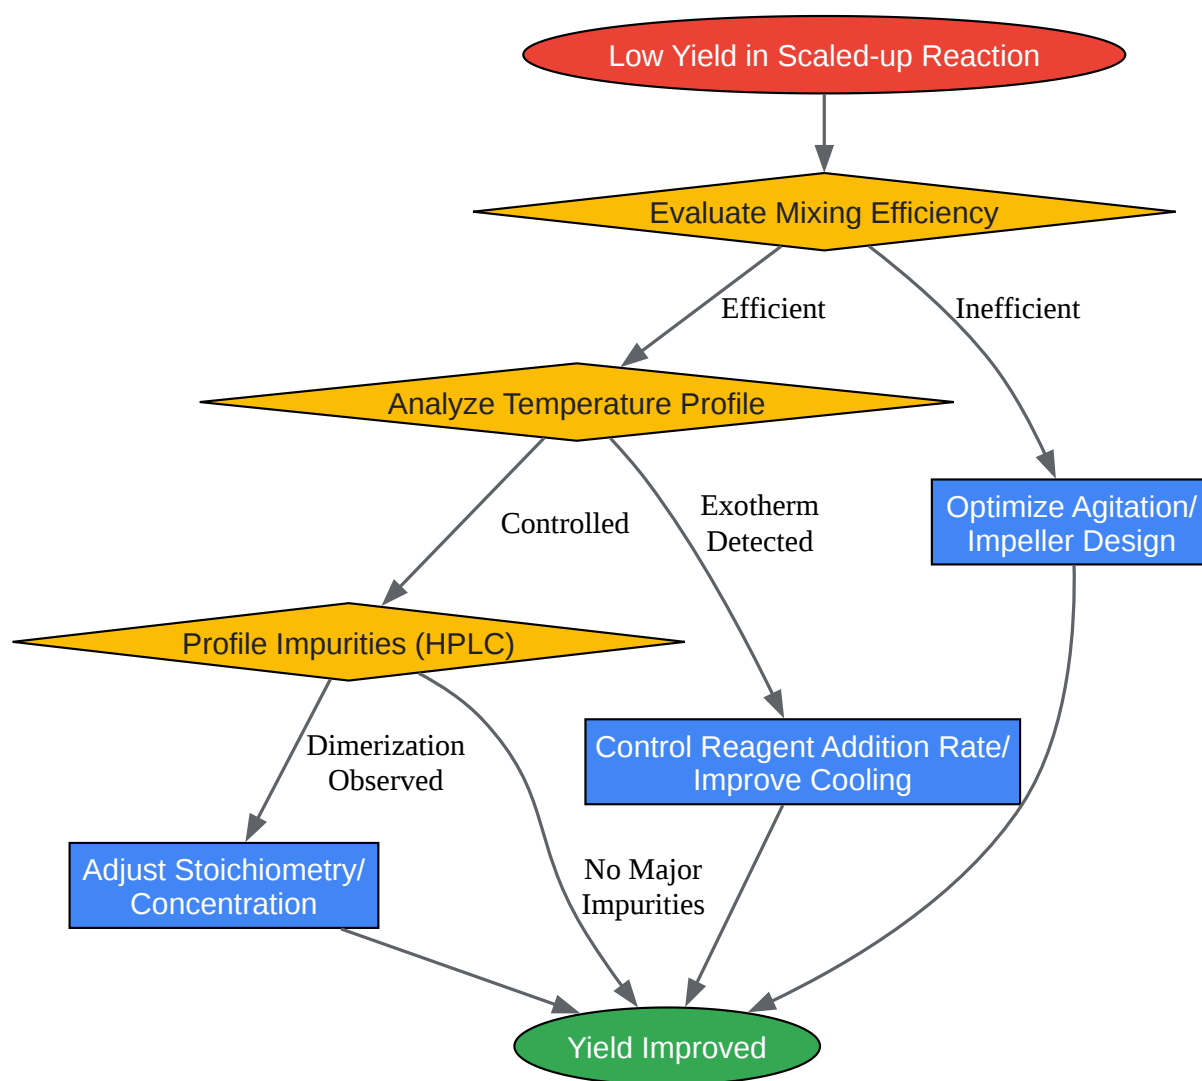 Low Yield in Scaled-up Reaction
Evaluate Mixing Efficiency
Efficient
Inefficient
Analyze Temperature Profile
Controlled
Exotherm
Detected
Optimize Agitation/
Impeller Design
Profile Impurities (HPLC)
Dimerization
Observed
Control Reagent Addition Rate/
Improve Cooling
Adjust Stoichiometry/
Concentration
No Major
Impurities
Yield Improved